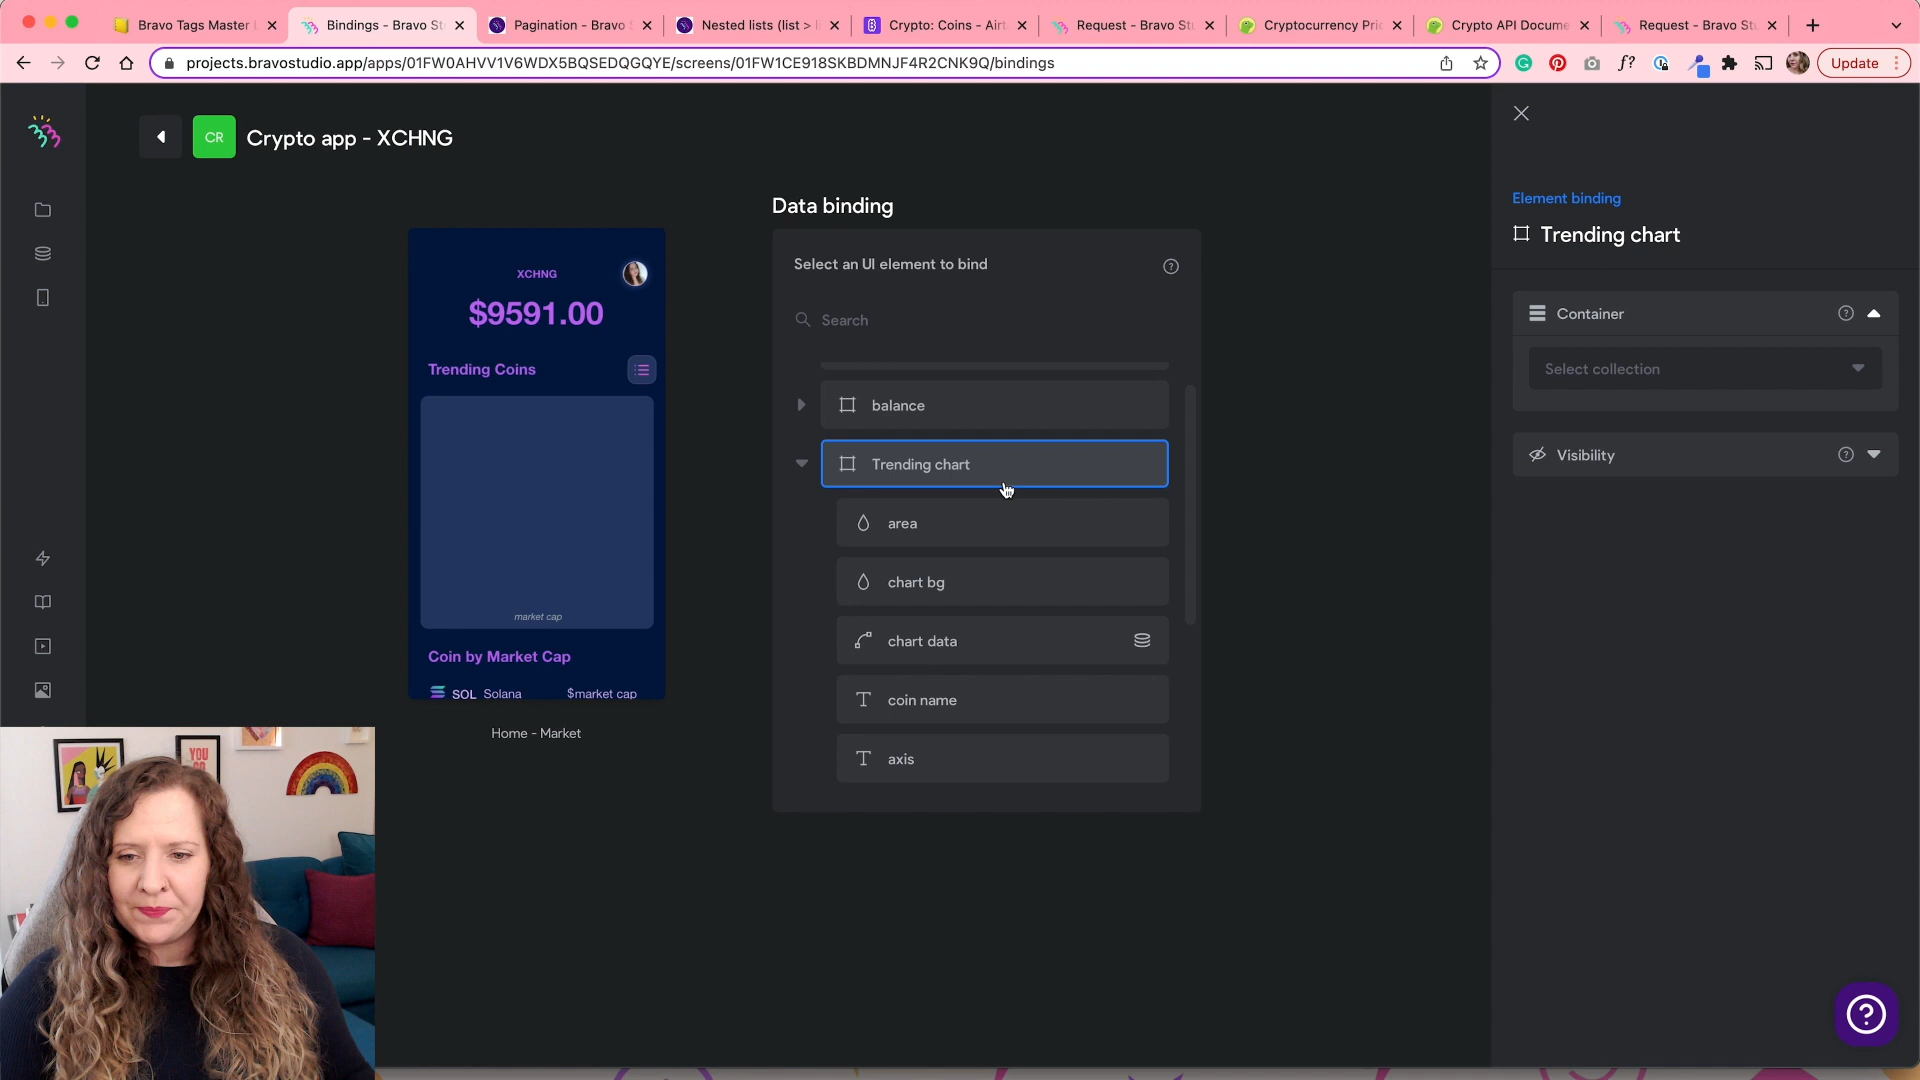 Bravo Tags Master
Bindings - Bravo St
Pagination - Bravo S
Nested lists (list > li
Crypto: Coins - Airt
Request - Bravo Stu
Cryptocurrency Pric
Crypto API Docume
Request - Bravo Stu
projects.bravostudio.app/apps/01FW0AHVV1V6WDX5BQSEDQGQYE/screens/01FW1CE918SKBDMNJF4R2CNK9Q/bindings
f?
Update
CR
Crypto app - XCHNG
Data binding
Select an UI element to bind
Search
balance
Trending chart
area
chart bg
chart data
coin name
axis
XCHNG
$9591.00
Trending Coins
market cap
Coin by Market Cap
SOL Solana $market cap
Home - Market
Element binding
Trending chart
Container
Select collection
Visibility
YOU